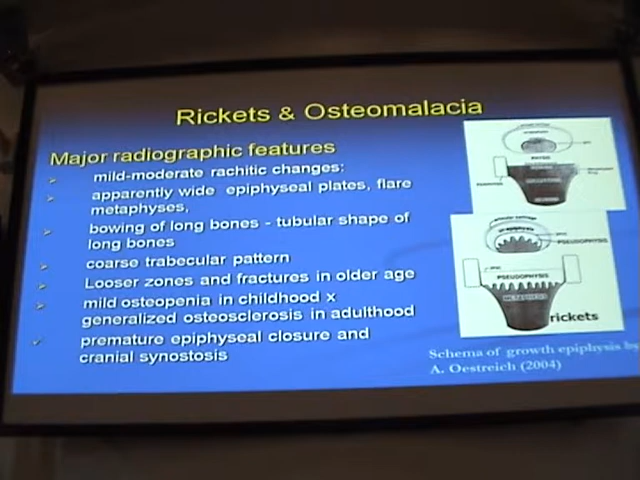 Rickets & Osteomalacia
Major radiographic features
mild-moderate rachitic changes:
apparently wide epiphyseal plates, flare
metaphyses,
bowing of long bones - tubular shape of
long bones
coarse trabecular pattern
Looser zones and fractures in older age
mild osteopenia in childhood x
generalized osteosclerosis in adulthood
premature epiphyseal closure and
cranial synostosis
PHYSIS
PSEUDOPHYSIS
PSEUDOPHYSIS
METAPHYSIS
rickets
Schema of growth epiphysis by
A. Oestreich (2004)